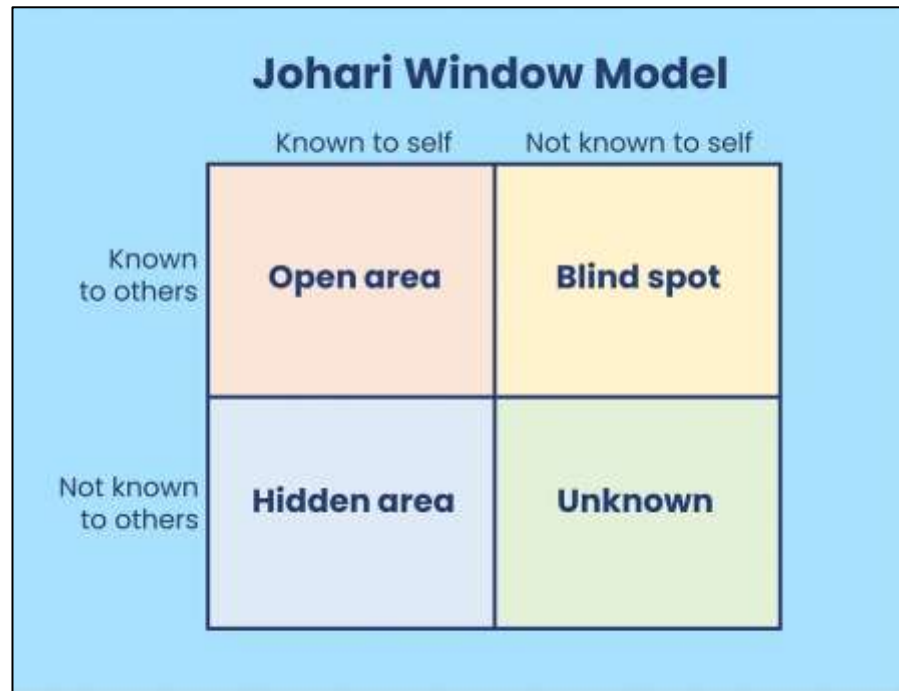 Johari Window Model
Known to self
Not known to self
Known
to others
Open area
Blind spot
Not known
to others
Hidden area
Unknown